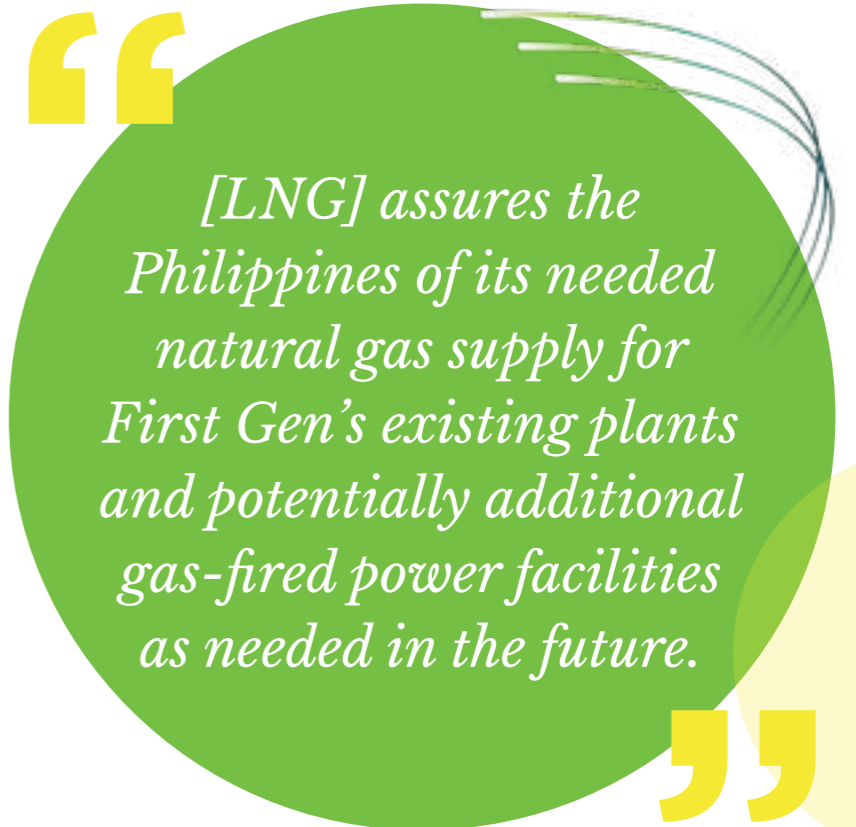 “
[LNG] assures the
Philippines of its needed
natural gas supply for
First Gen’s existing plants
and potentially additional
gas-fired power facilities
as needed in the future.
”